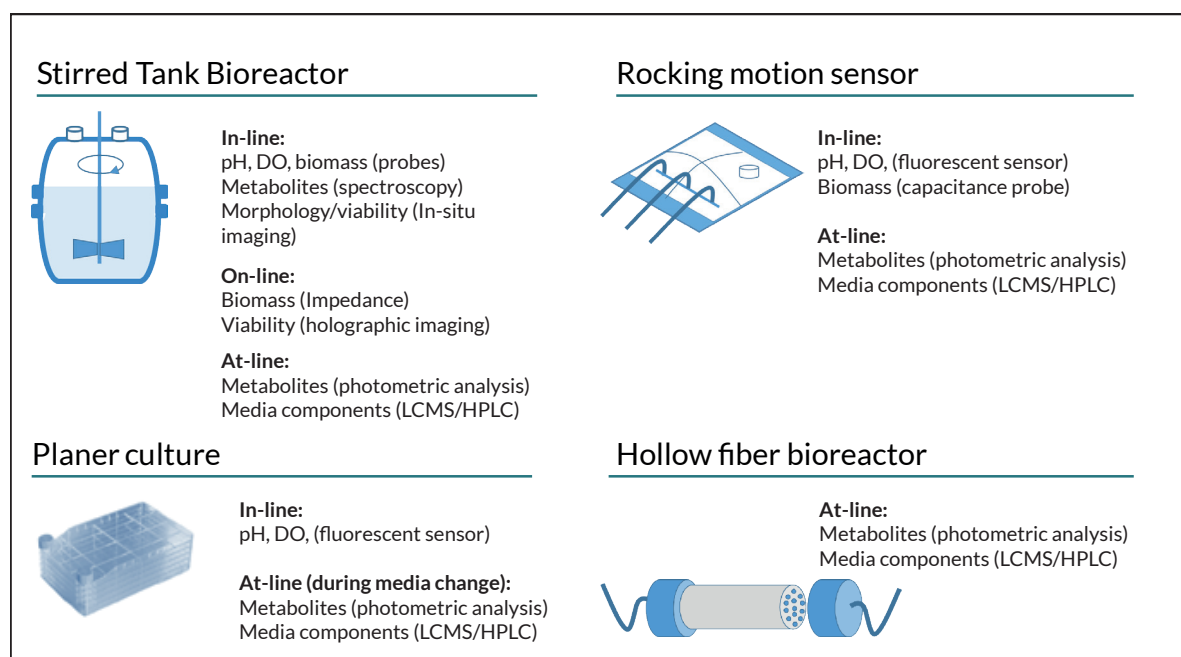 Stirred Tank Bioreactor
In-line:
pH, DO, biomass (probes)
Metabolites (spectroscopy)
Morphology/viability (In-situ
imaging)
On-line:
Biomass (Impedance)
Viability (holographic imaging)
At-line:
Metabolites (photometric analysis)
Media components (LCMS/HPLC)
Rocking motion sensor
In-line:
pH, DO, (fluorescent sensor)
Biomass (capacitance probe)
At-line:
Metabolites (photometric analysis)
Media components (LCMS/HPLC)
Planer culture
In-line:
pH, DO, (fluorescent sensor)
At-line (during media change):
Metabolites (photometric analysis)
Media components (LCMS/HPLC)
Hollow fiber bioreactor
At-line:
Metabolites (photometric analysis)
Media components (LCMS/HPLC)